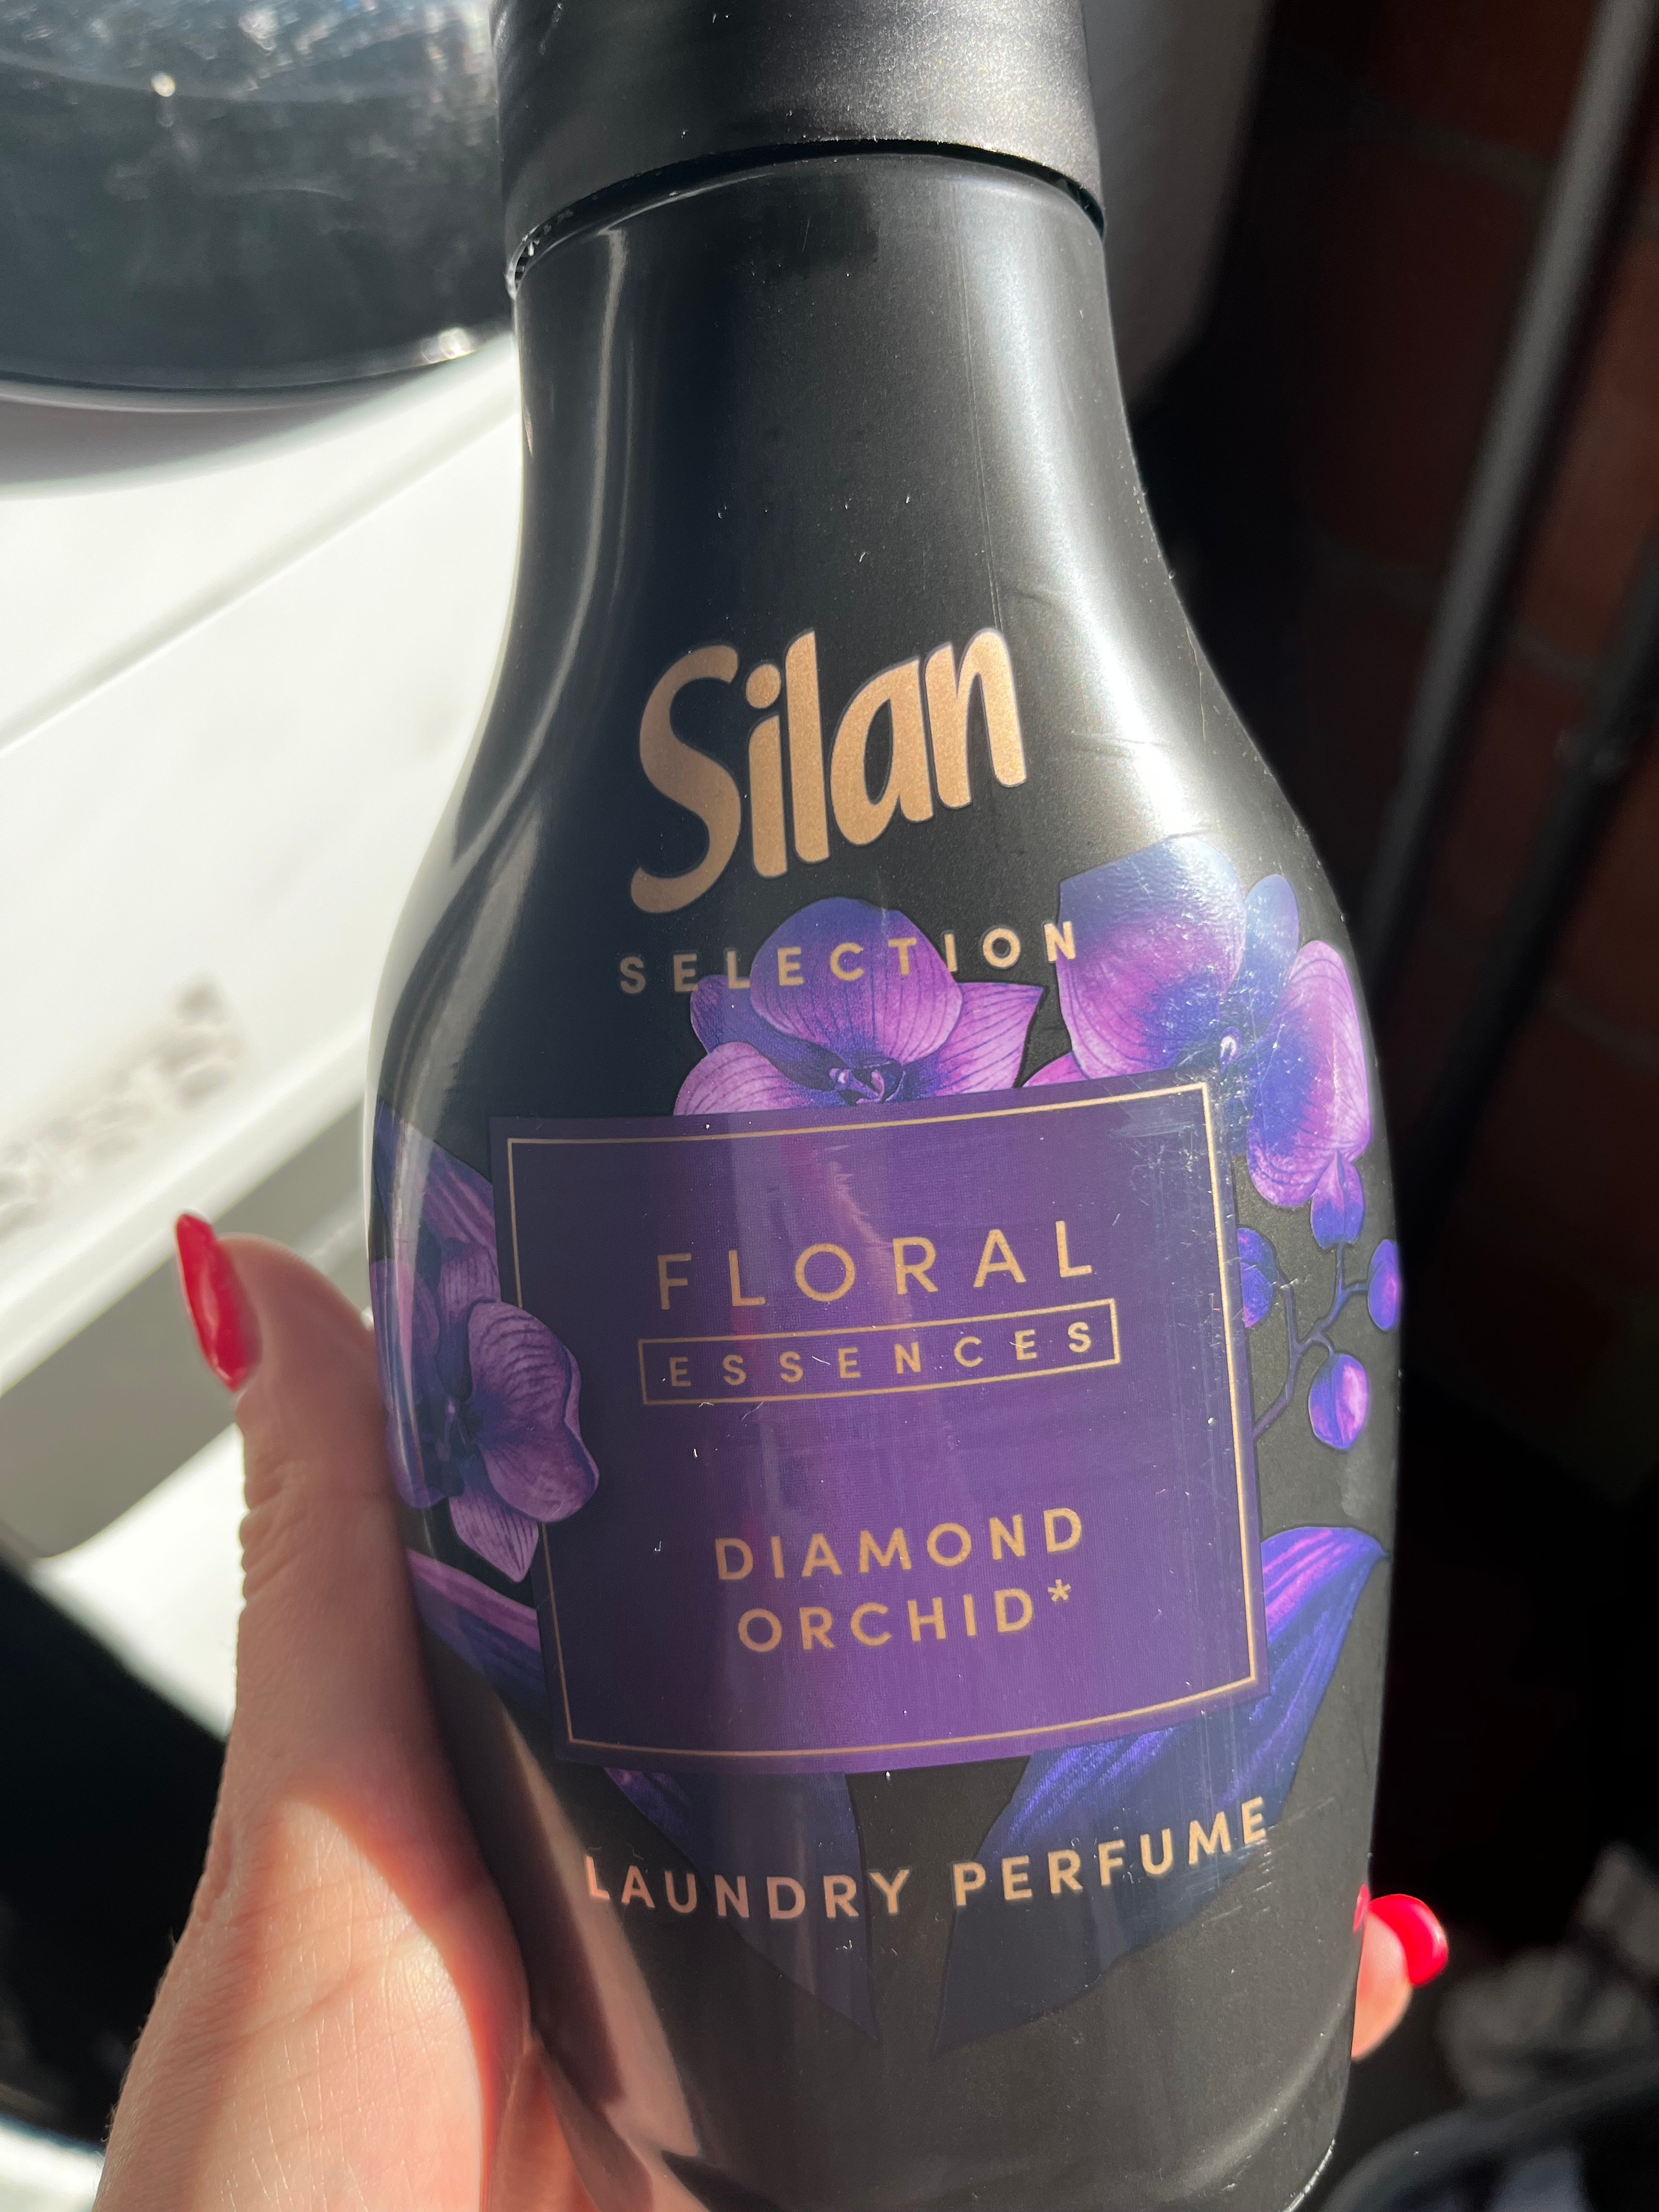 Silan
SELECTION
FLORAL
ESSENCES
DIAMOND
ORCHID*
LAUNDRY PERFUME